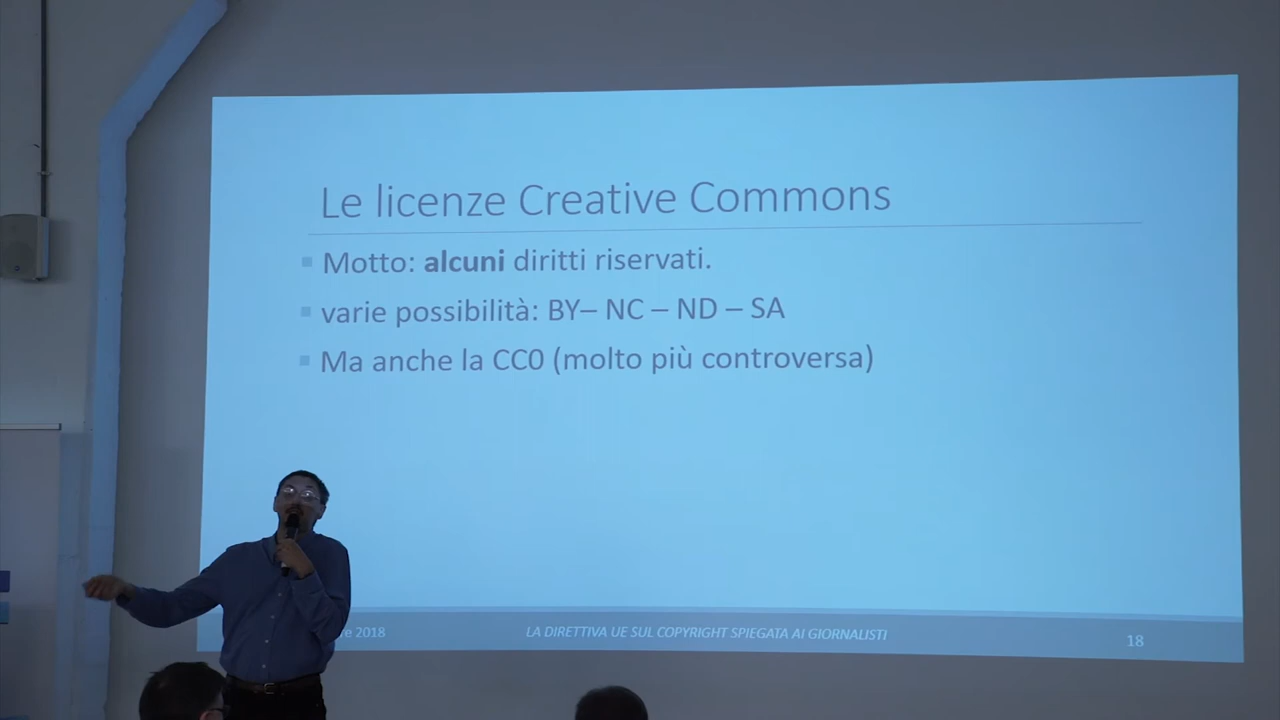 Le licenze Creative Commons
Motto: alcuni diritti riservati.
varie possibilità: BY– NC – ND – SA
Ma anche la CC0 (molto più controversa)
2018
LA DIRETTIVA UE SUL COPYRIGHT SPIEGATA AI GIORNALISTI
18